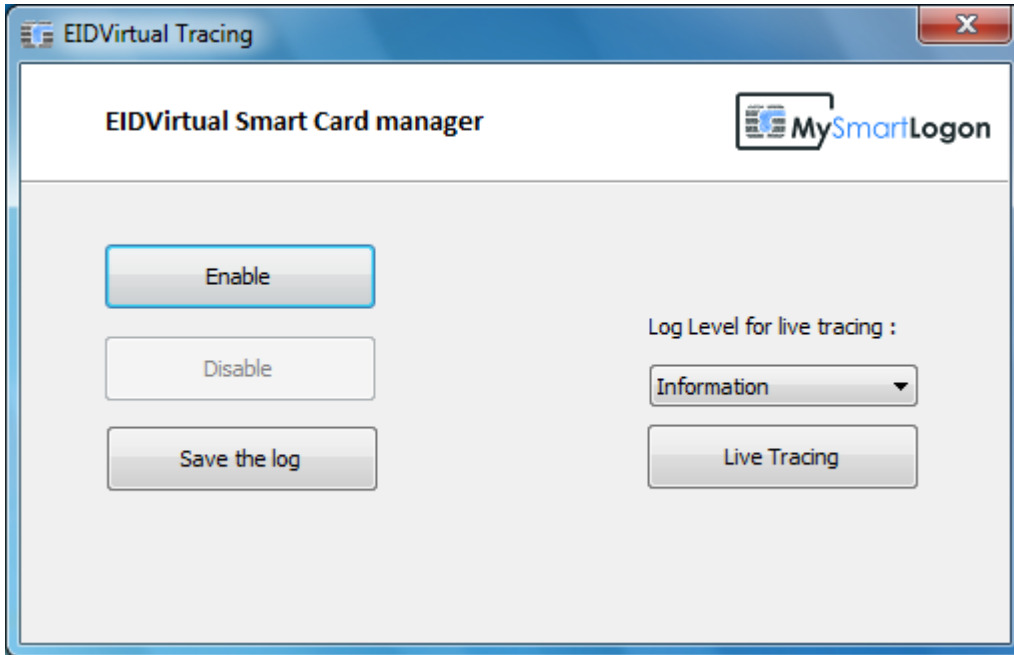 EIDVirtual Tracing
EIDVirtual Smart Card manager
MySmartLogon
Enable
Disable
Save the log
Log Level for live tracing :
Information
Live Tracing